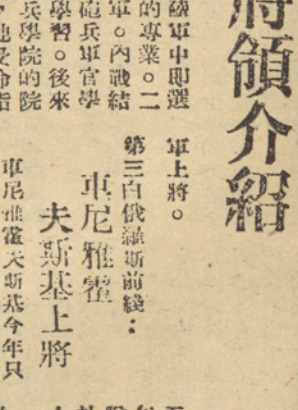 將領介紹
軍上將。
第三白俄羅斯前綫：
車尼雅霍
夫斯基上將
車尼雅霍夫斯基今年只
蘇軍中即選
的專業。二
軍。內戰結
砲兵軍官學
學習。後來
兵學院的院